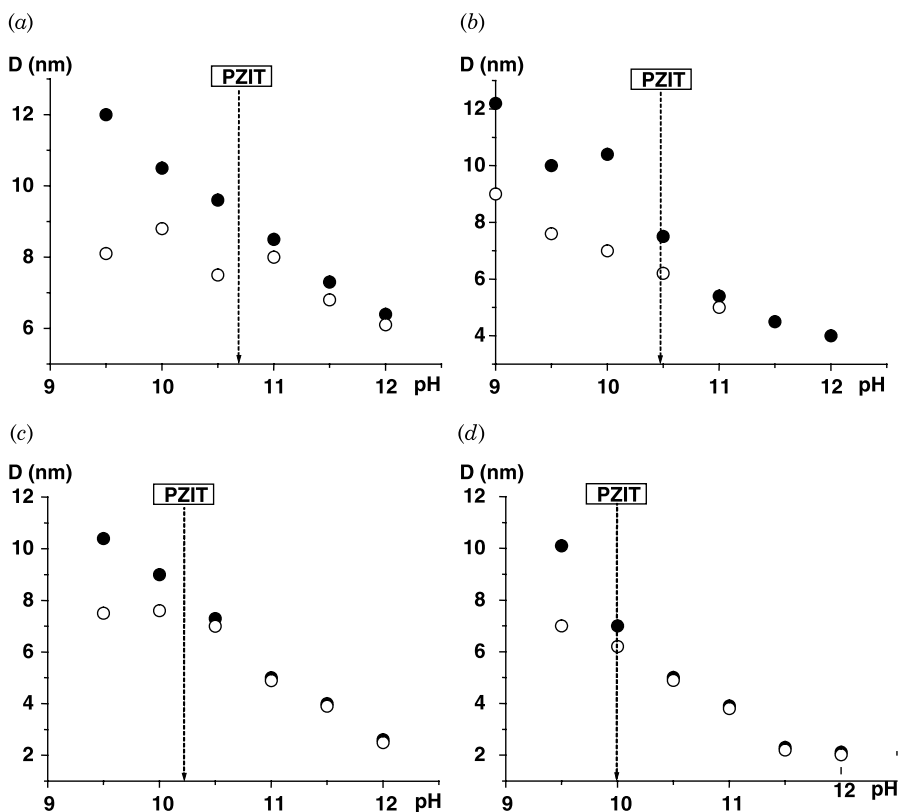 (a)
D (nm)
PZIT
12
10
8
6
9 10 11 12 pH
(b)
D (nm)
PZIT
12
10
8
6
4
9 10 11 12 pH
(c)
D (nm)
PZIT
12
10
8
6
4
2
9 10 11 12 pH
(d)
D (nm)
PZIT
12
10
8
6
4
2
9 10 11 12 pH